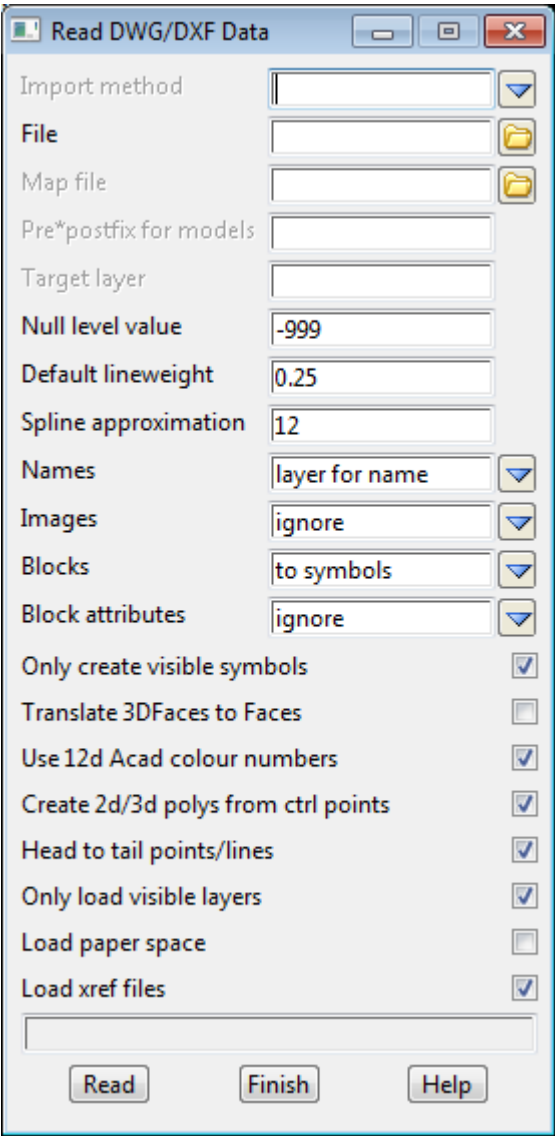 Read DWG/DXF Data
Import method
File
Map file
Pre*postfix for models
Target layer
Null level value -999
Default lineweight 0.25
Spline approximation 12
Names layer for name
Images ignore
Blocks to symbols
Block attributes ignore
Only create visible symbols
Translate 3DFaces to Faces
Use 12d Acad colour numbers
Create 2d/3d polys from ctrl points
Head to tail points/lines
Only load visible layers
Load paper space
Load xref files
Read Finish Help